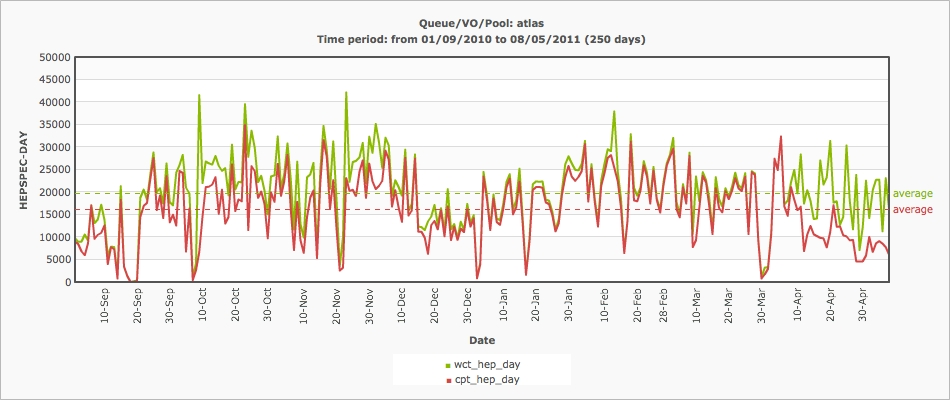 Queue/VO/Pool: atlas
Time period: from 01/09/2010 to 08/05/2011 (250 days)
HEPSPEC-DAY
50000
45000
40000
35000
30000
25000
20000
15000
10000
5000
0
average
average
10-Sep
20-Sep
30-Sep
10-Oct
20-Oct
30-Oct
10-Nov
20-Nov
30-Nov
10-Dec
20-Dec
30-Dec
10-Jan
20-Jan
30-Jan
10-Feb
18-Feb
28-Feb
10-Mar
20-Mar
30-Mar
10-Apr
20-Apr
30-Apr
Date
wct_hep_day
cpt_hep_day